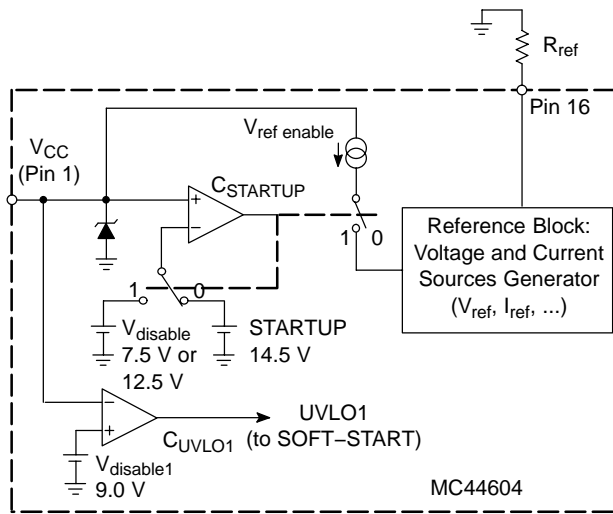 R_ref
Pin 16
V_ref enable
V_CC
(Pin 1)
C_STARTUP
+
−
1 0
Reference Block:
Voltage and Current
Sources Generator
(V_ref, I_ref, ...)
1 0
V_disable
7.5 V or
12.5 V
STARTUP
14.5 V
−
+
C_UVLO1
UVLO1
(to SOFT−START)
V_disable1
9.0 V
MC44604